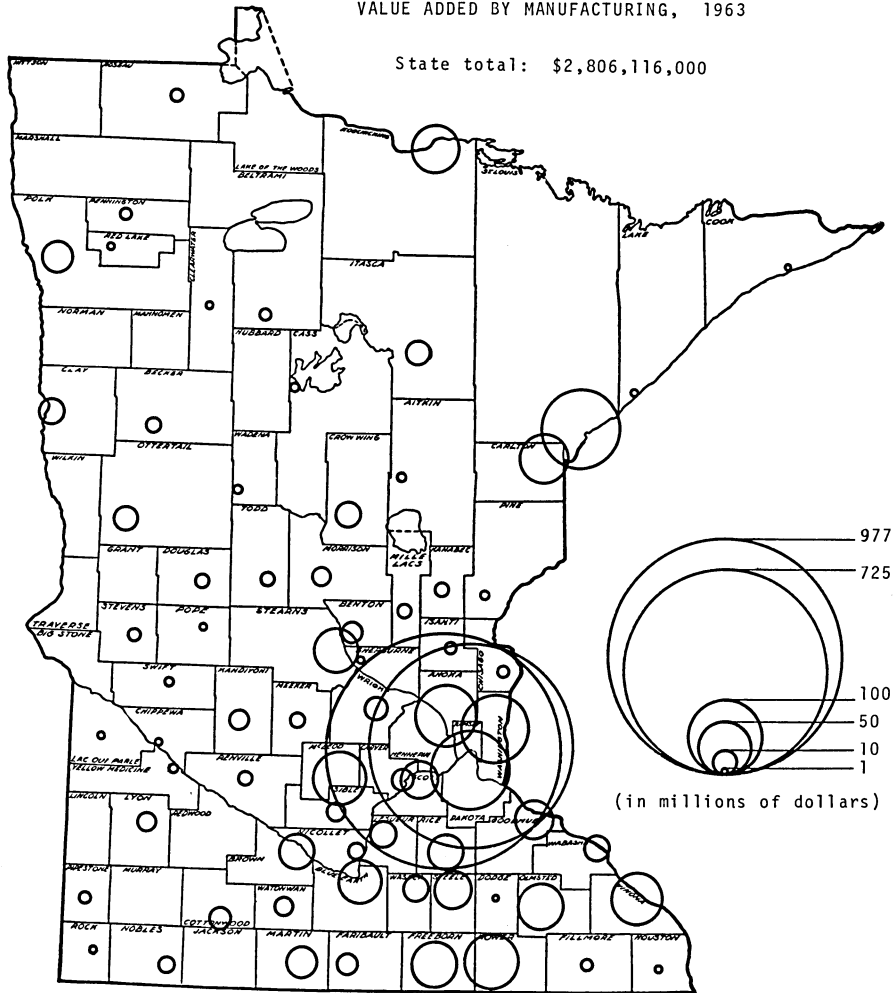 VALUE ADDED BY MANUFACTURING, 1963
State total: $2,806,116,000
KITTSON
ROSEAU
KOOCHICHING
MARSHALL
LAKE OF THE WOODS
BELTRAMI
ST. LOUIS
POLK
PENNINGTON
RED LAKE
CLEARWATER
LAKE
COOK
ITASCA
NORMAN
MAHNOMEN
HUBBARD
CASS
CLAY
BECKER
AITKIN
WADENA
CROW WING
CARLTON
OTTERTAIL
WILKIN
PINE
TODD
GRANT
DOUGLAS
MORRISON
MILLE
LACS
KANABEC
STEVENS
POPE
STEARNS
BENTON
ISANTI
TRAVERSE
BIG STONE
SHERBURNE
SWIFT
KANDIYOHI
MEEKER
WRIGHT
ANOKA
CHISAGO
CHIPPEWA
WASHINGTON
LAC QUI PARLE
YELLOW MEDICINE
RENVILLE
MCLEOD
CARVER
HENNEPIN
SIBLEY
LINCOLN
LYON
REDWOOD
NICOLLET
LESUEUR
RICE
DAKOTA
GOODHUE
WABASHA
BROWN
PIPESTONE
MURRAY
COTTONWOOD
WATONWAN
BLUE EARTH
WASECA
STEELE
DODGE
OLMSTED
WINONA
ROCK
NOBLES
JACKSON
MARTIN
FARIBAULT
FREEBORN
MOWER
FILLMORE
HOUSTON
977
725
100
50
10
1
(in millions of dollars)